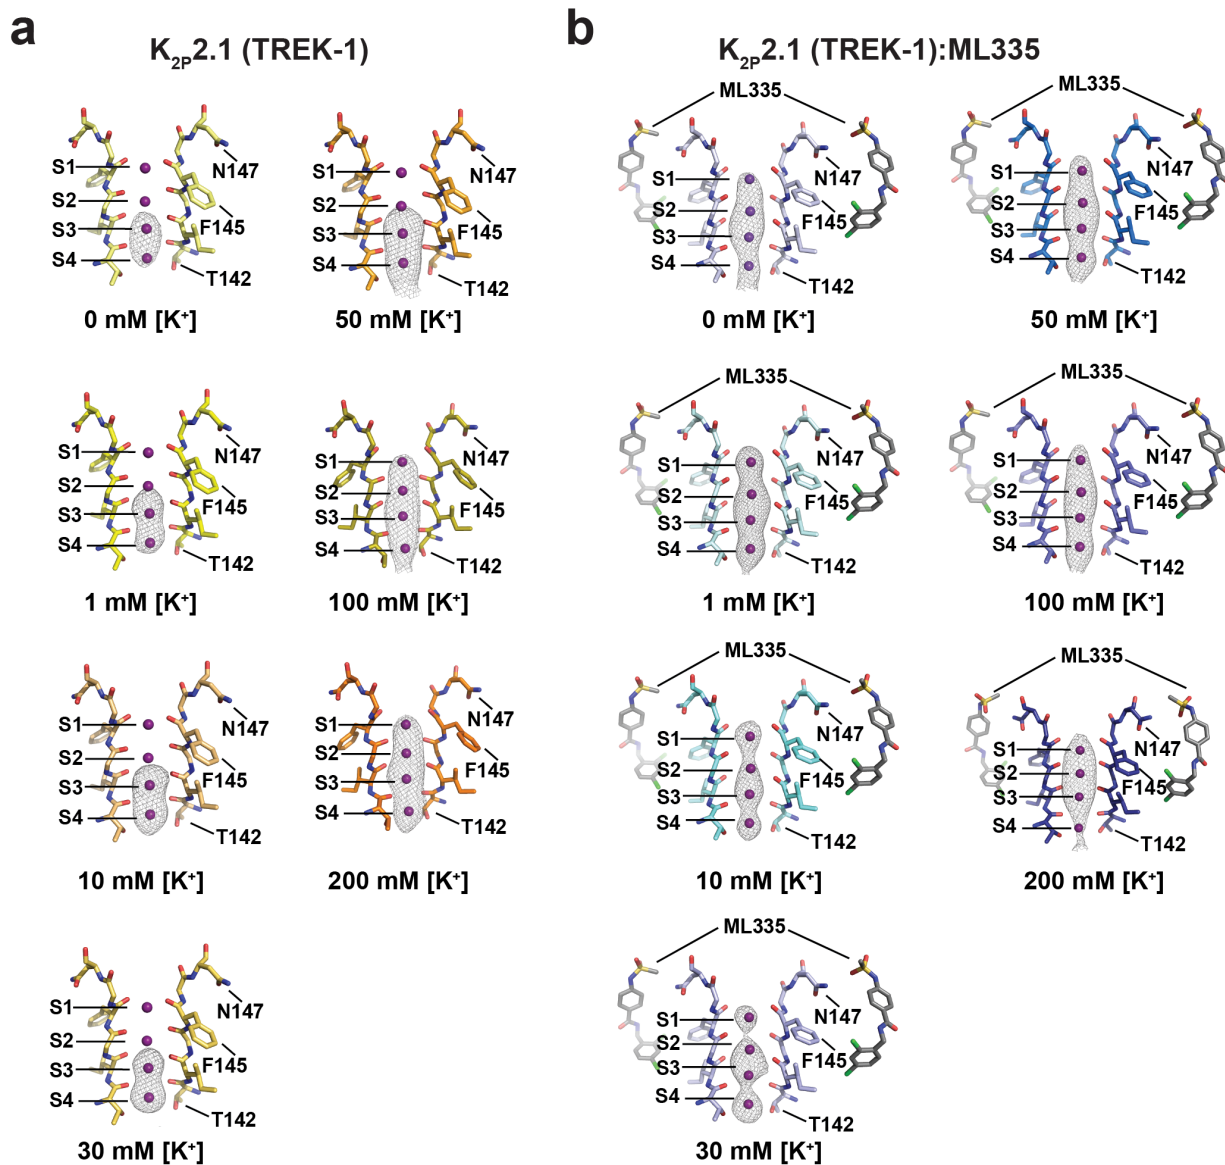 a
K2P2.1 (TREK-1)
S1
S2
S3
S4
N147
F145
0 mM [K⁺]
S1
S2
S3
S4
N147
F145
T142
50 mM [K⁺]
S1
S2
S3
S4
N147
F145
T142
1 mM [K⁺]
S1
S2
S3
S4
N147
F145
T142
100 mM [K⁺]
S1
S2
S3
S4
N147
F145
T142
10 mM [K⁺]
S1
S2
S3
S4
N147
F145
T142
200 mM [K⁺]
S1
S2
S3
S4
N147
F145
T142
30 mM [K⁺]
b
K2P2.1 (TREK-1):ML335
ML335
S1
S2
S3
S4
N147
F145
T142
0 mM [K⁺]
ML335
S1
S2
S3
S4
N147
F145
T142
50 mM [K⁺]
ML335
S1
S2
S3
S4
N147
F145
T142
1 mM [K⁺]
ML335
S1
S2
S3
S4
N147
F145
T142
100 mM [K⁺]
ML335
S1
S2
S3
S4
N147
F145
T142
10 mM [K⁺]
ML335
S1
S2
S3
S4
N147
F145
T142
200 mM [K⁺]
ML335
S1
S2
S3
S4
N147
F145
T142
30 mM [K⁺]